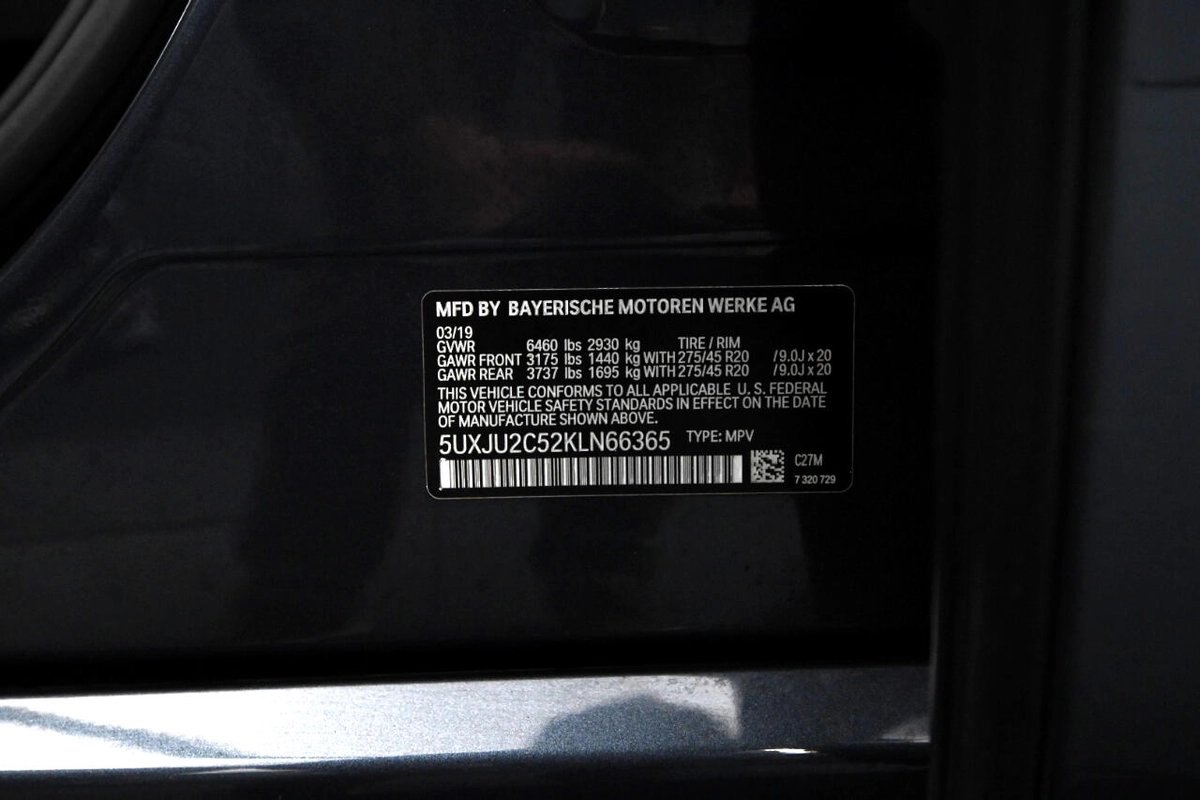 MFD BY BAYERISCHE MOTOREN WERKE AG
03/19
GVWR 6460 lbs 2930 kg TIRE / RIM
GAWR FRONT 3175 lbs 1440 kg WITH 275/45 R20 /9.0J x 20
GAWR REAR 3737 lbs 1695 kg WITH 275/45 R20 /9.0J x 20
THIS VEHICLE CONFORMS TO ALL APPLICABLE U. S. FEDERAL
MOTOR VEHICLE SAFETY STANDARDS IN EFFECT ON THE DATE
OF MANUFACTURE SHOWN ABOVE.
5UXJU2C52KLN66365 TYPE: MPV
C27M
7 320 729